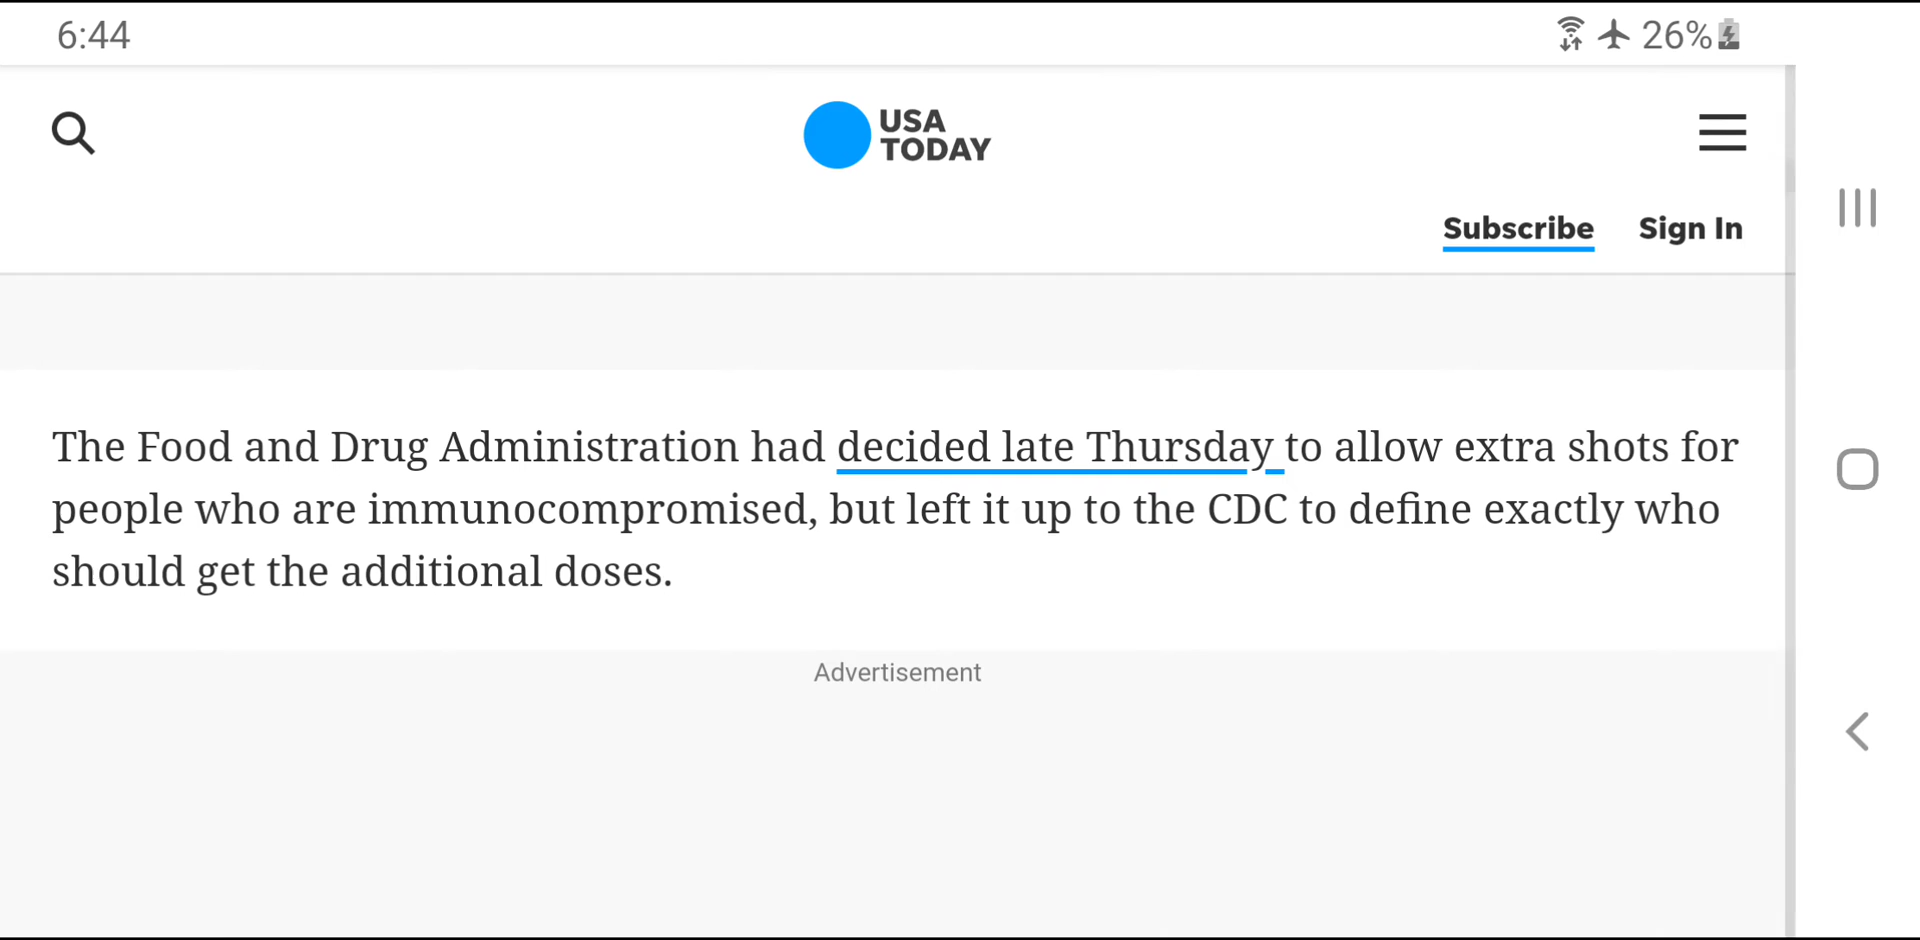 6:44
26%
USA
TODAY
Subscribe Sign In
The Food and Drug Administration had decided late Thursday to allow extra shots for
people who are immunocompromised, but left it up to the CDC to define exactly who
should get the additional doses.
Advertisement